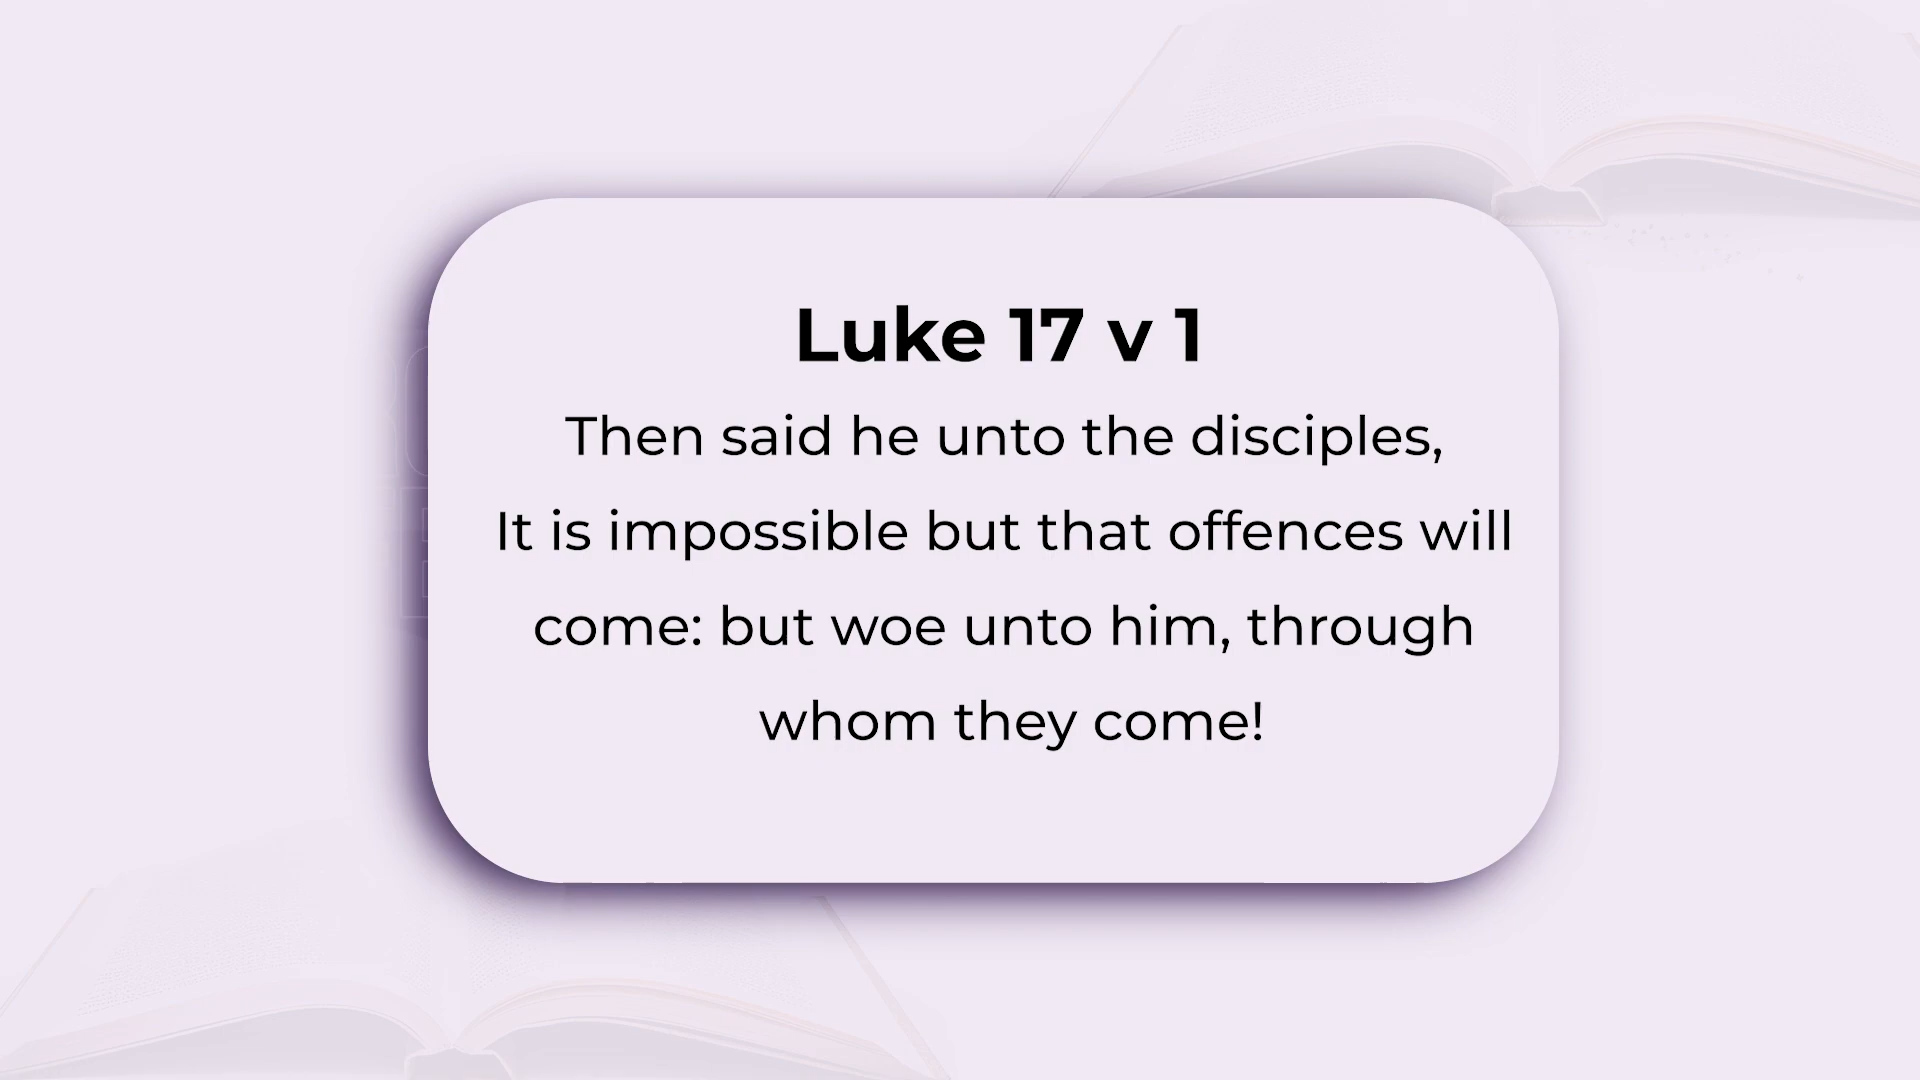 Luke 17 v 1
Then said he unto the disciples,
It is impossible but that offences will
come: but woe unto him, through
whom they come!